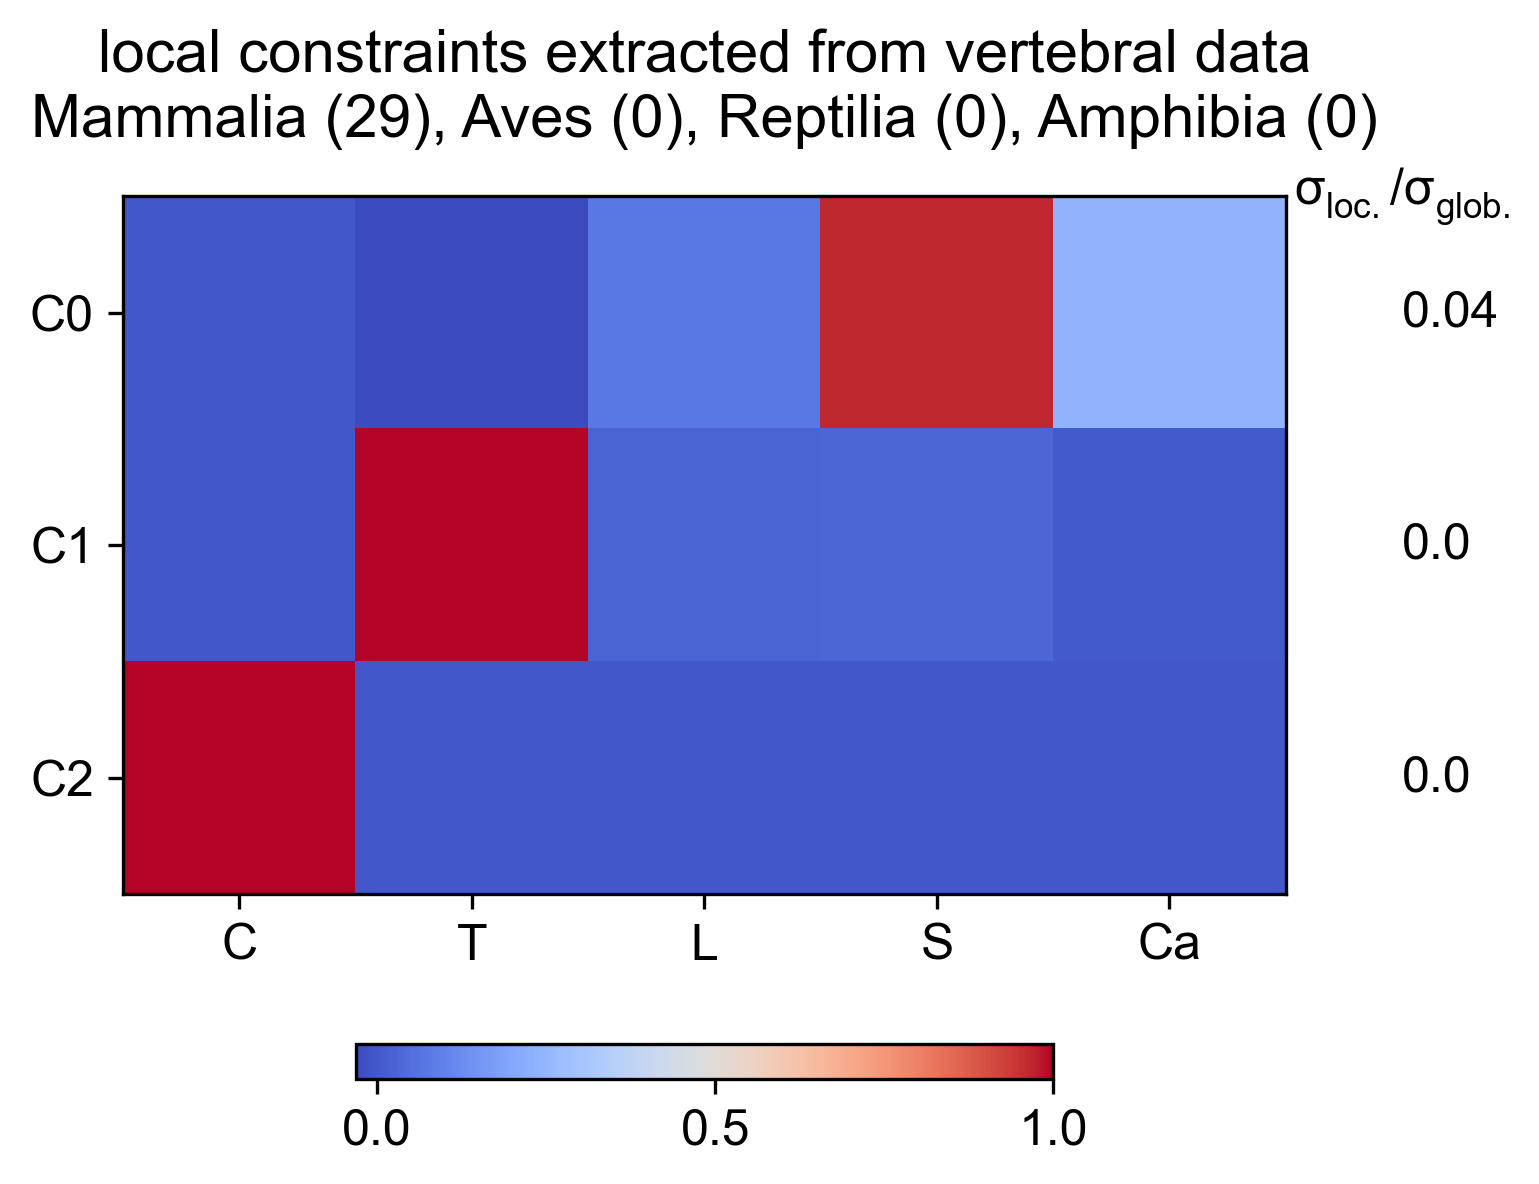 local constraints extracted from vertebral data
Mammalia (29), Aves (0), Reptilia (0), Amphibia (0)
σloc. /σglob.
C0 0.04
C1 0.0
C2 0.0
C T L S Ca
0.0 0.5 1.0